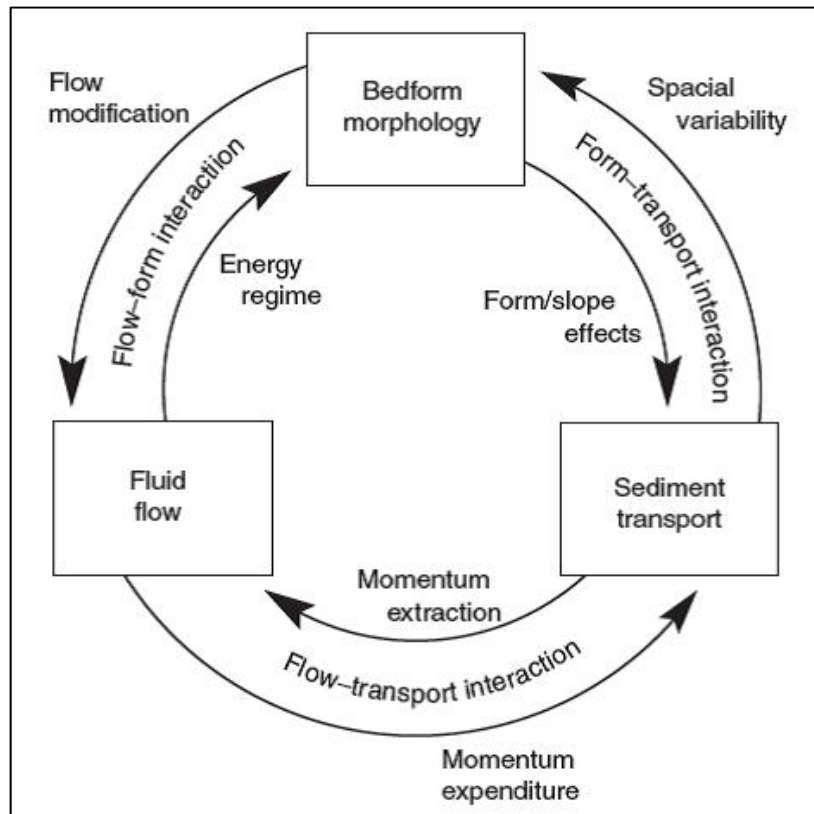 Flow
modification
Bedform
morphology
Spacial
variability
Flow–form interactiion
Form–transport interaction
Energy
regime
Form/slope
effects
Fluid
flow
Sediment
transport
Momentum
extraction
Flow–transport interaction
Momentum
expenditure